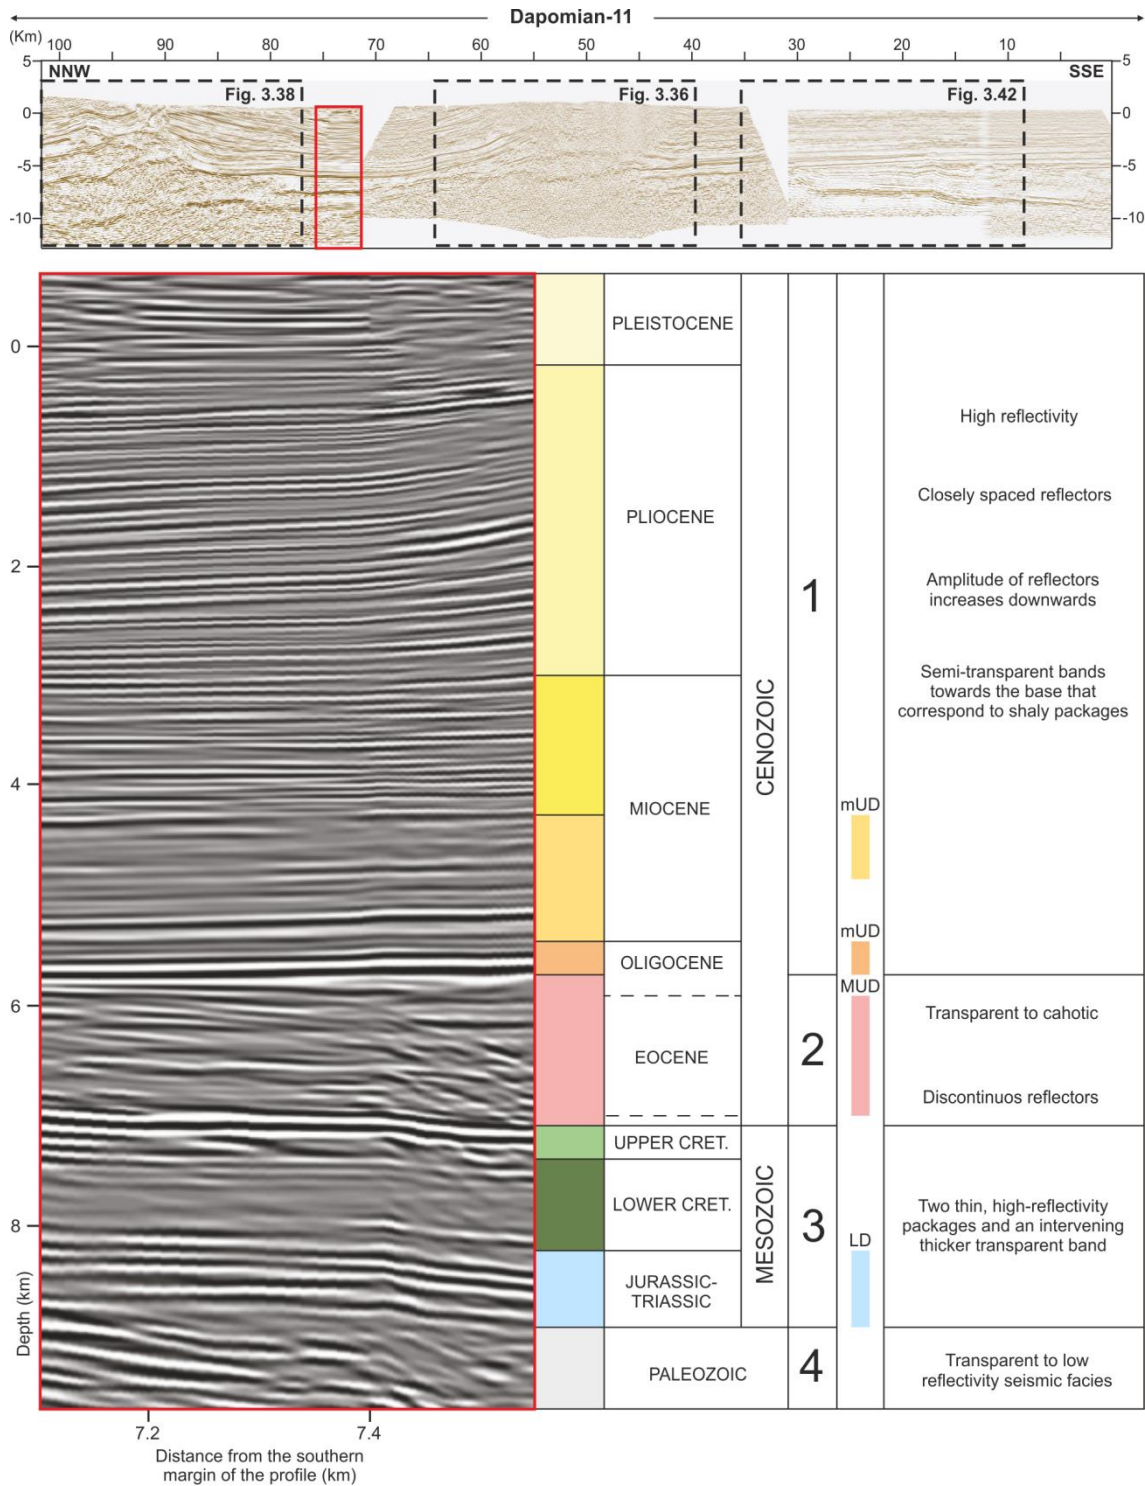 Dapomian-11
(Km)
100 90 80 70 60 50 40 30 20 10
5 NNW SSE 5
Fig. 3.38 Fig. 3.36 Fig. 3.42
0 0
-5 -5
-10 -10
PLEISTOCENE
0
High reflectivity
Closely spaced reflectors
PLIOCENE
2
1
Amplitude of reflectors
increases downwards
Semi-transparent bands
towards the base that
correspond to shaly packages
CENOZOIC
4
MIOCENE
mUD
mUD
OLIGOCENE
MUD
6
Transparent to cahotic
EOCENE
2
Discontinuos reflectors
UPPER CRET.
LOWER CRET.
MESOZOIC
3
Two thin, high-reflectivity
packages and an intervening
thicker transparent band
8
LD
JURASSIC-
TRIASSIC
Depth (km)
PALEOZOIC
4
Transparent to low
reflectivity seismic facies
7.2 7.4
Distance from the southern
margin of the profile (km)